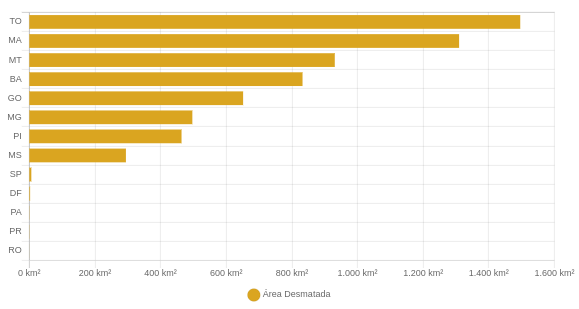 TO
MA
MT
BA
GO
MG
PI
MS
SP
DF
PA
PR
RO
0 km² 200 km² 400 km² 600 km² 800 km² 1.000 km² 1.200 km² 1.400 km² 1.600 km²
Área Desmatada